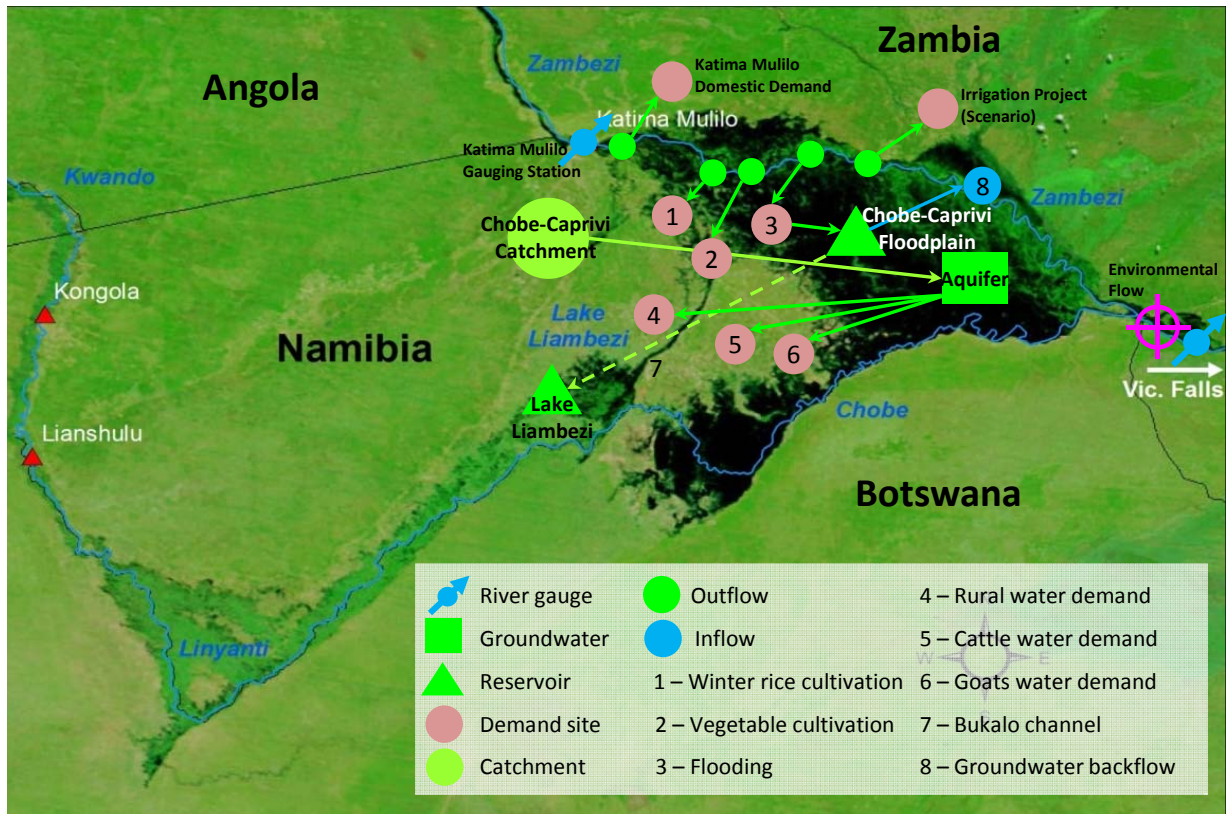 Zambia
Angola
Zambezi
Katima Mulilo
Domestic Demand
Irrigation Project
(Scenario)
Katima Mulilo
Katima Mulilo
Gauging Station
Kwando
8
Zambezi
1
3
Chobe-Caprivi
Floodplain
Chobe-Caprivi
Catchment
2
Aquifer
Environmental
Flow
Kongola
Namibia
Lake
Liambezi
4
5
6
7
Vic. Falls
Lake
Liambezi
Chobe
Lianshulu
Botswana
Linyanti
River gauge
Groundwater
Reservoir
Demand site
Catchment
Outflow
Inflow
1 – Winter rice cultivation
2 – Vegetable cultivation
3 – Flooding
4 – Rural water demand
5 – Cattle water demand
6 – Goats water demand
7 – Bukalo channel
8 – Groundwater backflow
N
W
E
S